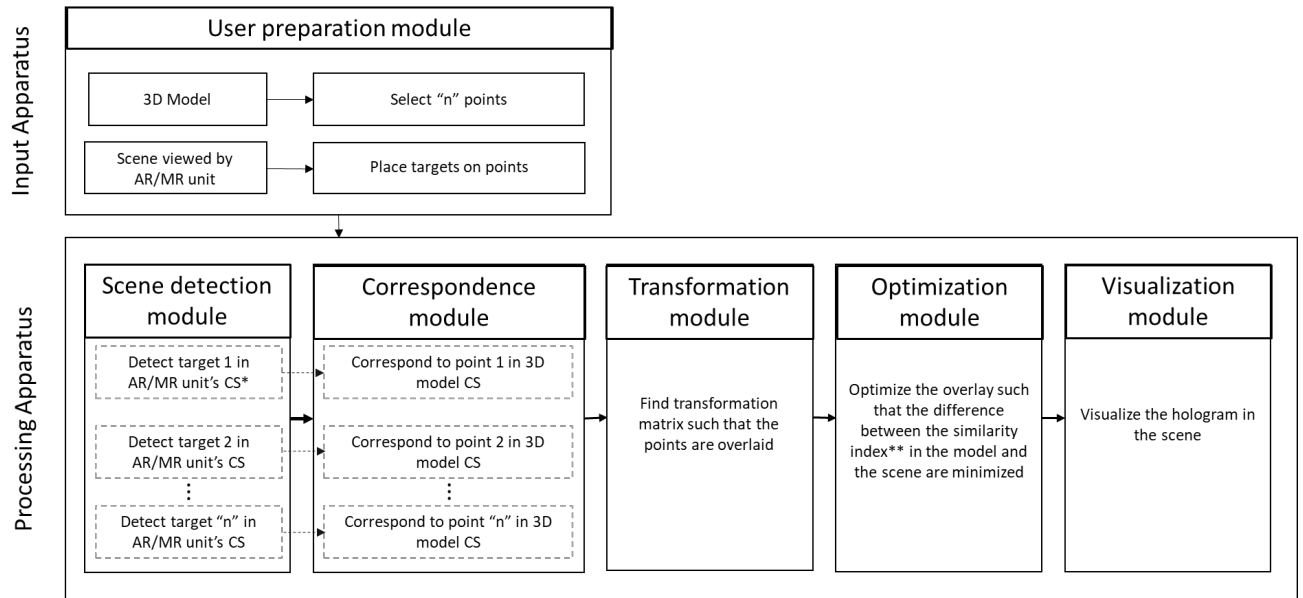 Input Apparatus
User preparation module
3D Model
Select “n” points
Scene viewed by
AR/MR unit
Place targets on points
Processing Apparatus
Scene detection
module
Detect target 1 in
AR/MR unit’s CS*
Detect target 2 in
AR/MR unit’s CS
Detect target “n” in
AR/MR unit’s CS
Correspondence
module
Correspond to point 1 in 3D
model CS
Correspond to point 2 in 3D
model CS
Correspond to point “n” in 3D
model CS
Transformation
module
Find transformation
matrix such that the
points are overlaid
Optimization
module
Optimize the overlay such
that the difference
between the similarity
index** in the model and
the scene are minimized
Visualization
module
Visualize the hologram in
the scene